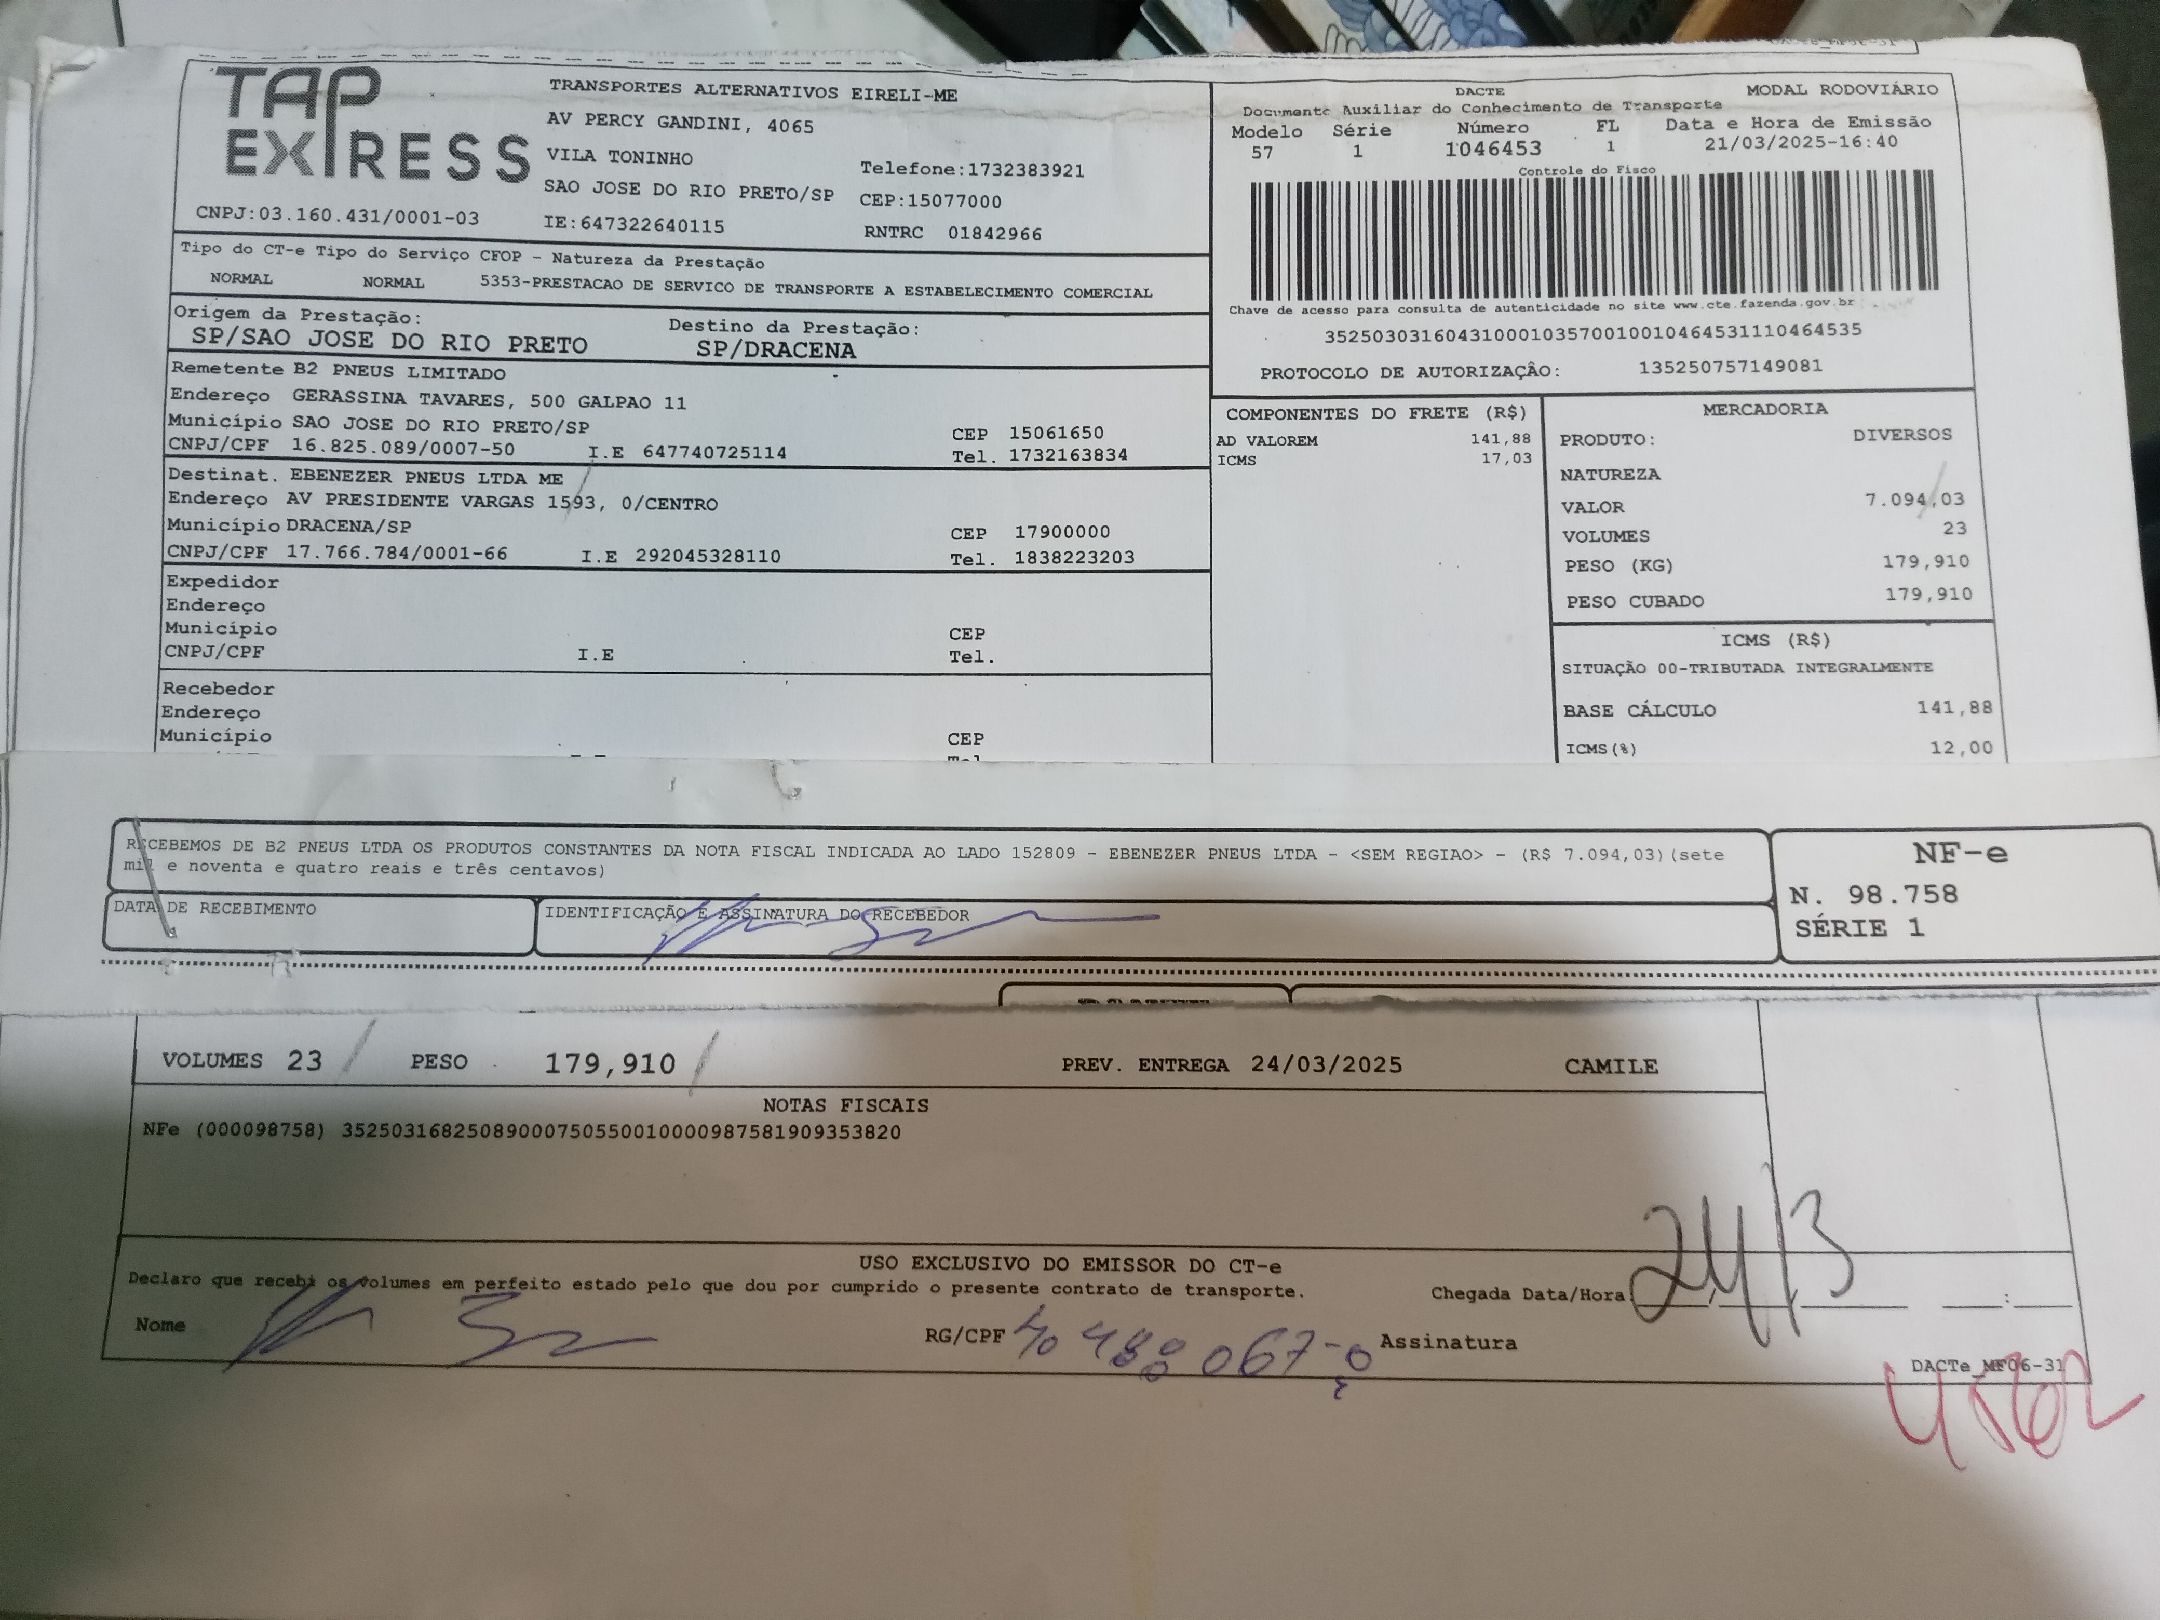 TAP EXPRESS
TRANSPORTES ALTERNATIVOS EIRELI-ME
AV PERCY GANDINI, 4065
VILA TONINHO
Telefone:1732383921
SAO JOSE DO RIO PRETO/SP CEP:15077000
CNPJ:03.160.431/0001-03 IE:647322640115 RNTRC 01842966
DACTE MODAL RODOVIÁRIO
Documento Auxiliar do Conhecimento de Transporte
Modelo Série Número FL Data e Hora de Emissão
57 1 1046453 1 21/03/2025-16:40
Controle do Fisco
Chave de acesso para consulta de autenticidade no site www.cte.fazenda.gov.br
35250303160431000103570010010464531110464535
PROTOCOLO DE AUTORIZAÇÃO: 135250757149081
Tipo do CT-e Tipo do Serviço CFOP - Natureza da Prestação
NORMAL NORMAL 5353-PRESTACAO DE SERVICO DE TRANSPORTE A ESTABELECIMENTO COMERCIAL
Origem da Prestação: Destino da Prestação:
SP/SAO JOSE DO RIO PRETO SP/DRACENA
Remetente B2 PNEUS LIMITADO
Endereço GERASSINA TAVARES, 500 GALPAO 11
Município SAO JOSE DO RIO PRETO/SP CEP 15061650
CNPJ/CPF 16.825.089/0007-50 I.E 647740725114 Tel. 1732163834
Destinat. EBENEZER PNEUS LTDA ME
Endereço AV PRESIDENTE VARGAS 1593, 0/CENTRO
Município DRACENA/SP CEP 17900000
CNPJ/CPF 17.766.784/0001-66 I.E 292045328110 Tel. 1838223203
Expedidor
Endereço
Município CEP
CNPJ/CPF I.E Tel.
Recebedor
Endereço
Município CEP
COMPONENTES DO FRETE (R$)
AD VALOREM 141,88
ICMS 17,03
MERCADORIA
PRODUTO: DIVERSOS
NATUREZA
VALOR 7.094,03
VOLUMES 23
PESO (KG) 179,910
PESO CUBADO 179,910
ICMS (R$)
SITUAÇÃO 00-TRIBUTADA INTEGRALMENTE
BASE CÁLCULO 141,88
ICMS(%) 12,00
RECEBEMOS DE B2 PNEUS LTDA OS PRODUTOS CONSTANTES DA NOTA FISCAL INDICADA AO LADO 152809 - EBENEZER PNEUS LTDA - <SEM REGIAO> - (R$ 7.094,03)(sete
mil e noventa e quatro reais e três centavos)
DATA DE RECEBIMENTO IDENTIFICAÇÃO E ASSINATURA DO RECEBEDOR
NF-e
N. 98.758
SÉRIE 1
VOLUMES 23 PESO 179,910 PREV. ENTREGA 24/03/2025 CAMILE
NOTAS FISCAIS
NFe (000098758) 35250316825089000750550010000987581909353820
USO EXCLUSIVO DO EMISSOR DO CT-e
Declaro que recebi os volumes em perfeito estado pelo que dou por cumprido o presente contrato de transporte.
Chegada Data/Hora 24/3
Nome RG/CPF Assinatura
DACTe_MF06-31